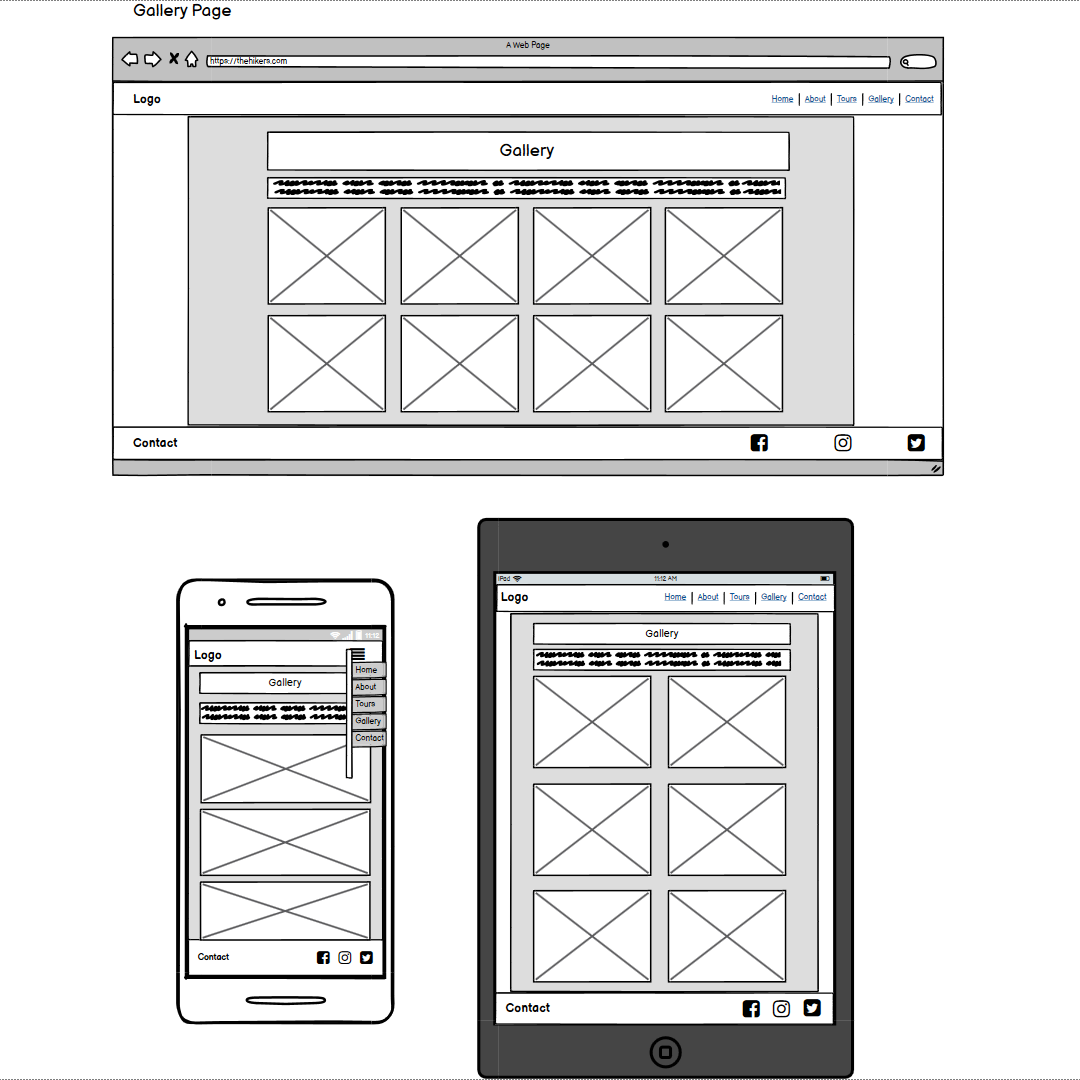 Gallery Page
A Web Page
https://thehikers.com
Logo
Home | About | Tours | Gallery | Contact
Gallery
Contact
11:12
Logo
Gallery
Home
About
Tours
Gallery
Contact
Contact
iPad 11:12 AM
Logo
Home | About | Tours | Gallery | Contact
Gallery
Contact